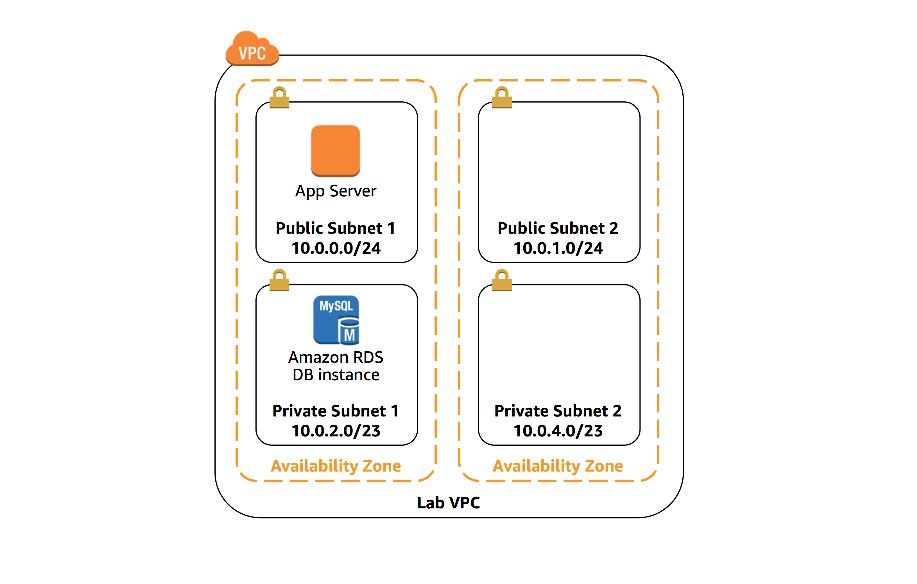 VPC
App Server
Public Subnet 1
10.0.0.0/24
Public Subnet 2
10.0.1.0/24
MySQL
M
Amazon RDS
DB instance
Private Subnet 1
10.0.2.0/23
Private Subnet 2
10.0.4.0/23
Availability Zone
Availability Zone
Lab VPC